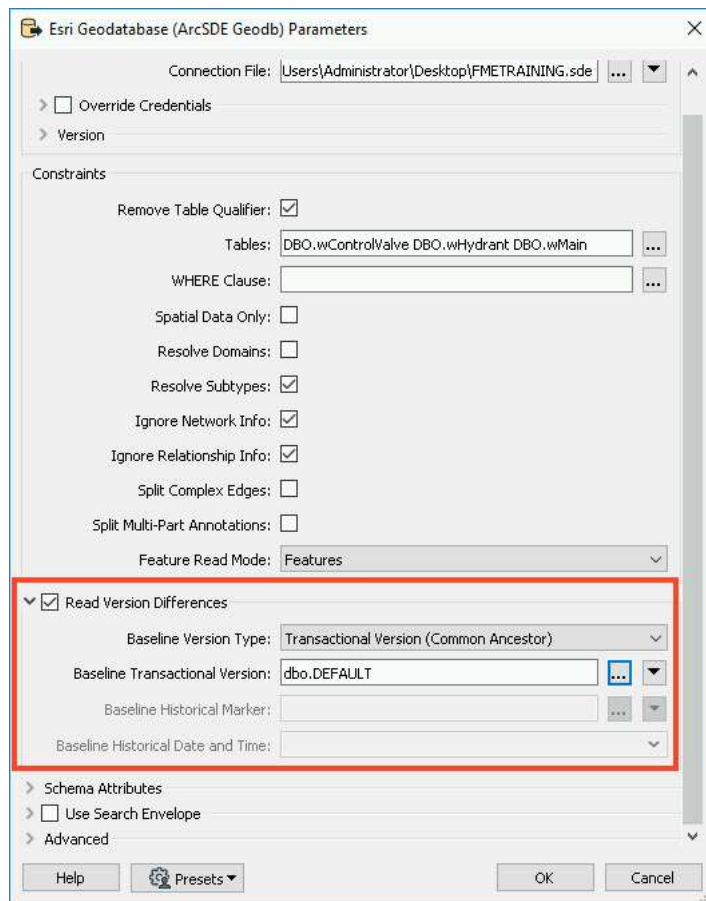 Esri Geodatabase (ArcSDE Geodb) Parameters
Connection File: Users\Administrator\Desktop\FMETRAINING.sde ...
Override Credentials
Version
Constraints
Remove Table Qualifier:
Tables: DBO.wControlValve DBO.wHydrant DBO.wMain ...
WHERE Clause: ...
Spatial Data Only:
Resolve Domains:
Resolve Subtypes:
Ignore Network Info:
Ignore Relationship Info:
Split Complex Edges:
Split Multi-Part Annotations:
Feature Read Mode: Features
Read Version Differences
Baseline Version Type: Transactional Version (Common Ancestor)
Baseline Transactional Version: dbo.DEFAULT ...
Baseline Historical Marker: ...
Baseline Historical Date and Time:
Schema Attributes
Use Search Envelope
Advanced
Help Presets OK Cancel